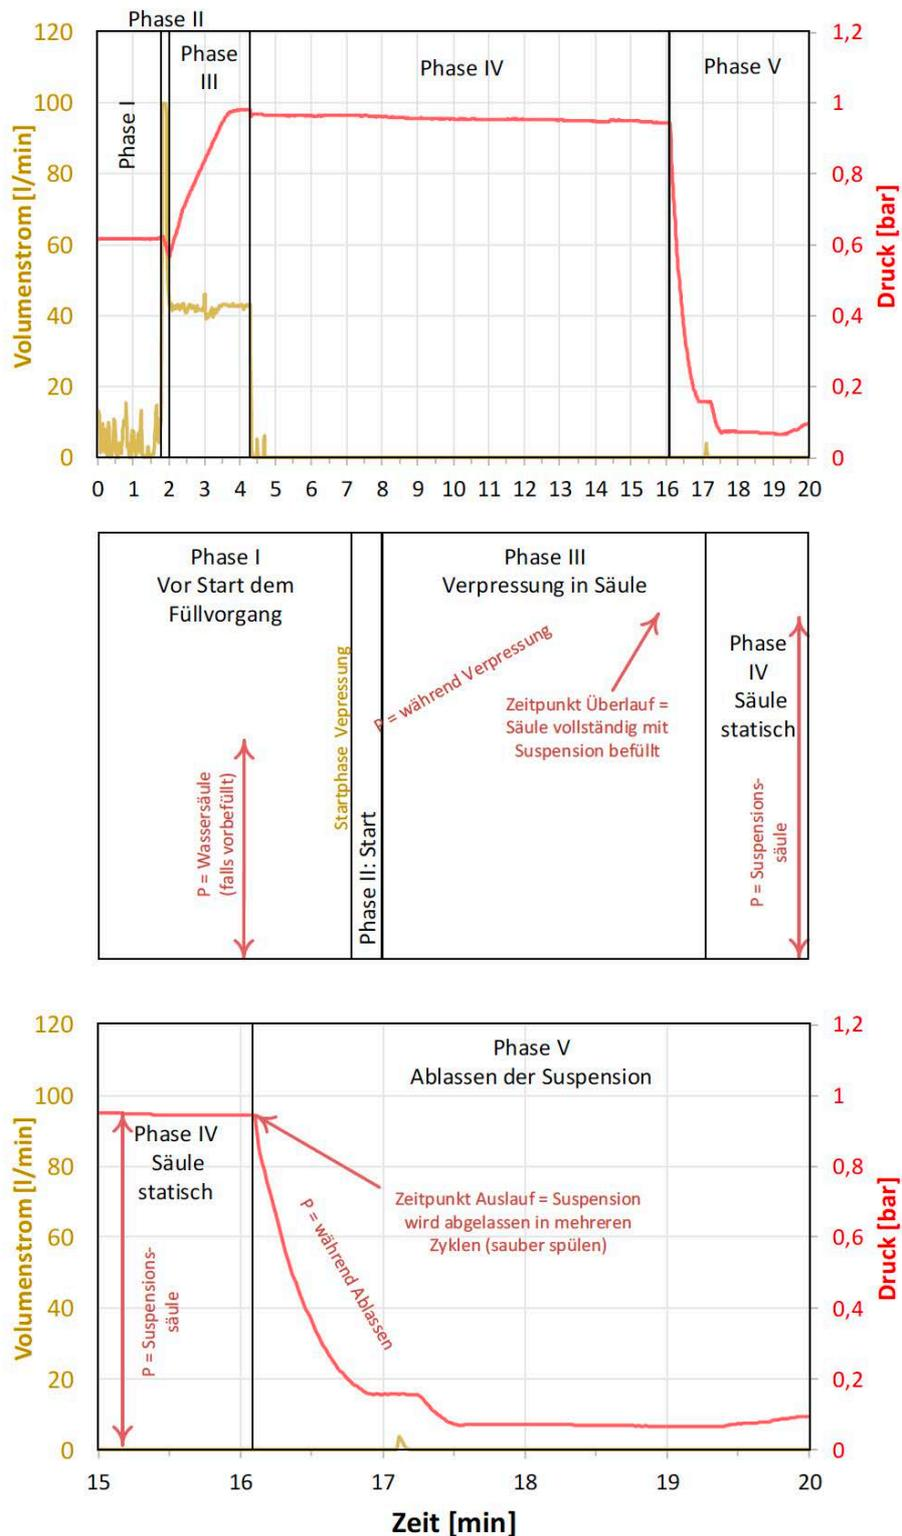 Phase II
120
100
80
60
40
20
0
Volumenstrom [l/min]
Phase I
Phase
III
Phase IV
Phase V
1,2
1
0,8
0,6
0,4
0,2
0
Druck [bar]
0 1 2 3 4 5 6 7 8 9 10 11 12 13 14 15 16 17 18 19 20
Phase I
Vor Start dem
Füllvorgang
P = Wassersäule
(falls vorbefüllt)
Startphase Vepressung
Phase II: Start
Phase III
Verpressung in Säule
P = während Verpressung
Zeitpunkt Überlauf =
Säule vollständig mit
Suspension befüllt
Phase
IV
Säule
statisch
P = Suspensions-
säule
120
100
80
60
40
20
0
Volumenstrom [l/min]
Phase V
Ablassen der Suspension
Phase IV
Säule
statisch
P = Suspensions-
säule
P = während Ablassen
Zeitpunkt Auslauf = Suspension
wird abgelassen in mehreren
Zyklen (sauber spülen)
1,2
1
0,8
0,6
0,4
0,2
0
Druck [bar]
15 16 17 18 19 20
Zeit [min]